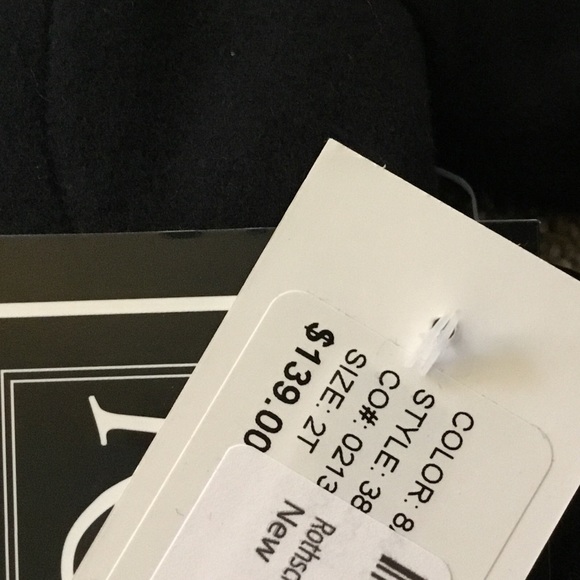 COLOR: 8
STYLE: 38
CO#: 0213
SIZE: 2T
$139.00
Rothsc
New